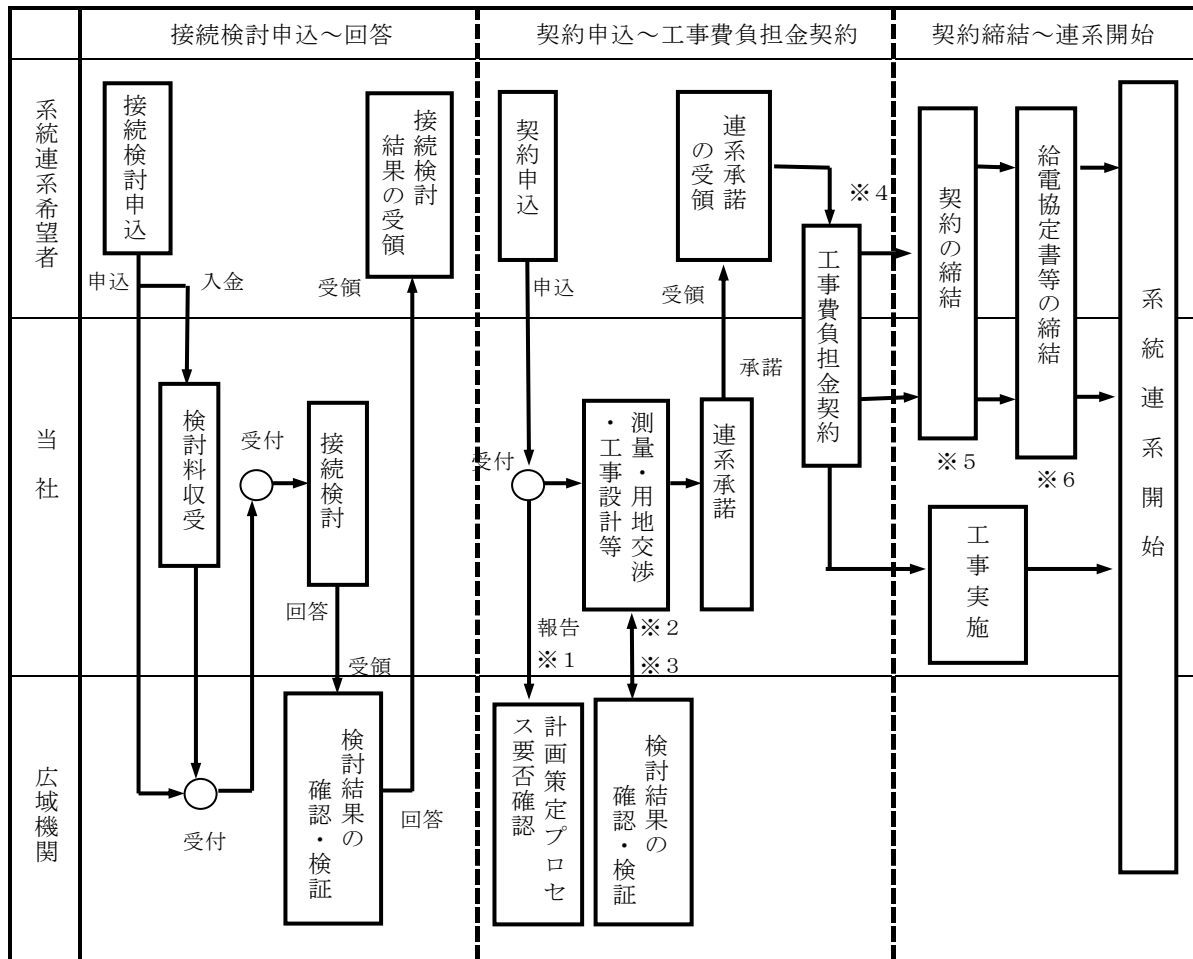 接続検討申込～回答
契約申込～工事費負担金契約
契約締結～連系開始
系統連系希望者
当社
広域機関
接続検討申込
申込
入金
検討料収受
受付
受付
接続検討
回答
受領
検討結果の
確認・検証
回答
受領
接続検討
結果の受領
契約申込
申込
受付
報告
※１
計画策定プロセ
ス要否確認
測量・用地交渉
・工事設計等
※２
※３
検討結果の
確認・検証
連系承諾
承諾
受領
連系承諾
の受領
※４
工事費負担金契約
契約の締結
※５
給電協定書等の締結
※６
工事実施
系統連系開始